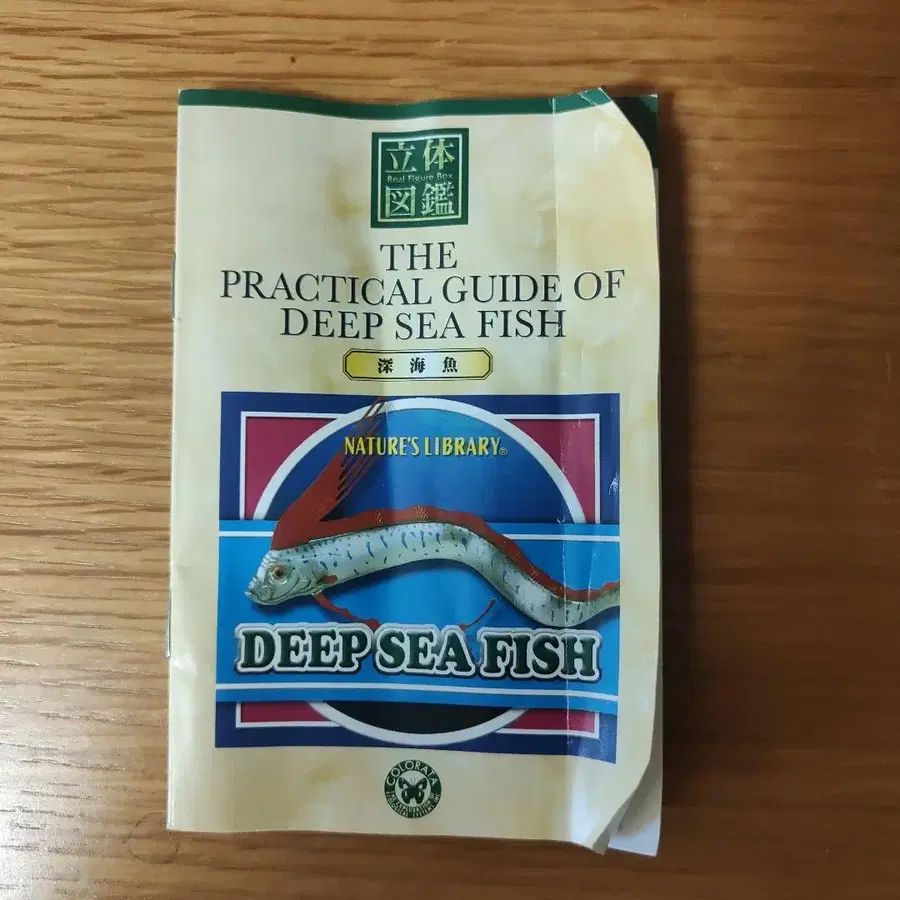 立体
Real Figure Box
図鑑
THE
PRACTICAL GUIDE OF
DEEP SEA FISH
深海魚
NATURE'S LIBRARY®
DEEP SEA FISH
COLORATA